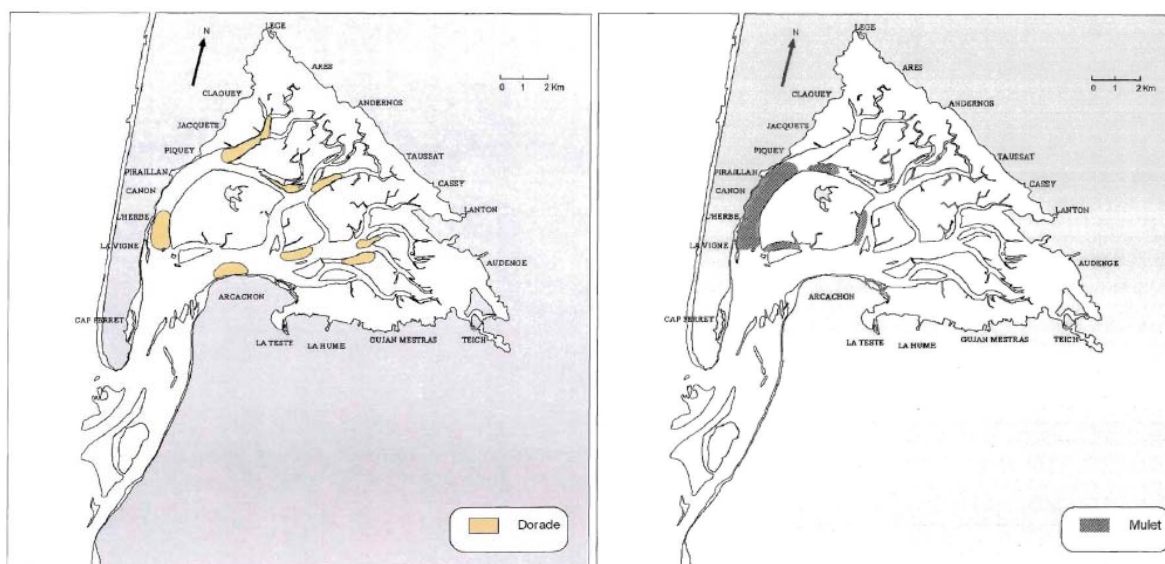 LEGE
N
ARES
0 1 2 Km
CLAOUEY
ANDERNOS
JACQUETS
PIQUEY
TAUSSAT
PIRAILLAN
CASSY
CANON
LANTON
L'HERBE
LA VIGNE
AUDENGE
ARCACHON
CAP FERRET
LA TESTE
LA HUME
GUJAN MESTRAS
TEICH
Dorade
LEGE
N
ARES
0 1 2 Km
CLAOUEY
ANDERNOS
JACQUETS
PIQUEY
TAUSSAT
PIRAILLAN
CASSY
CANON
LANTON
L'HERBE
LA VIGNE
AUDENGE
ARCACHON
CAP FERRET
LA TESTE
LA HUME
GUJAN MESTRAS
TEICH
Mulet